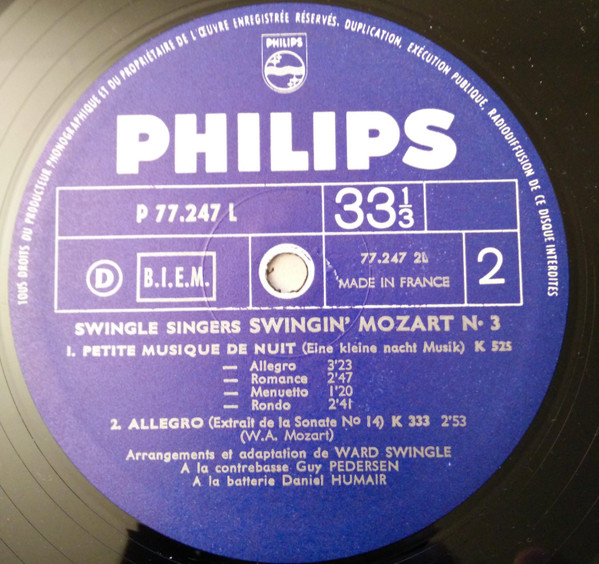 TOUS DROITS DU PRODUCTEUR PHONOGRAPHIQUE ET DU PROPRIÉTAIRE DE L'ŒUVRE ENREGISTRÉE RÉSERVÉS. DUPLICATION, EXÉCUTION PUBLIQUE, RADIODIFFUSION DE CE DISQUE INTERDITES
PHILIPS
PHILIPS
P 77.247 L
33⅓
D
B.I.E.M.
77.247 2L
MADE IN FRANCE
2
SWINGLE SINGERS SWINGIN' MOZART No 3
1. PETITE MUSIQUE DE NUIT (Eine kleine nacht Musik) K 525
— Allegro 3'23
— Romance 2'47
— Menuetto 1'20
— Rondo 2'41
2. ALLEGRO (Extrait de la Sonate No 14) K 333 2'53
(W.A. Mozart)
Arrangements et adaptation de WARD SWINGLE
A la contrebasse Guy PEDERSEN
A la batterie Daniel HUMAIR